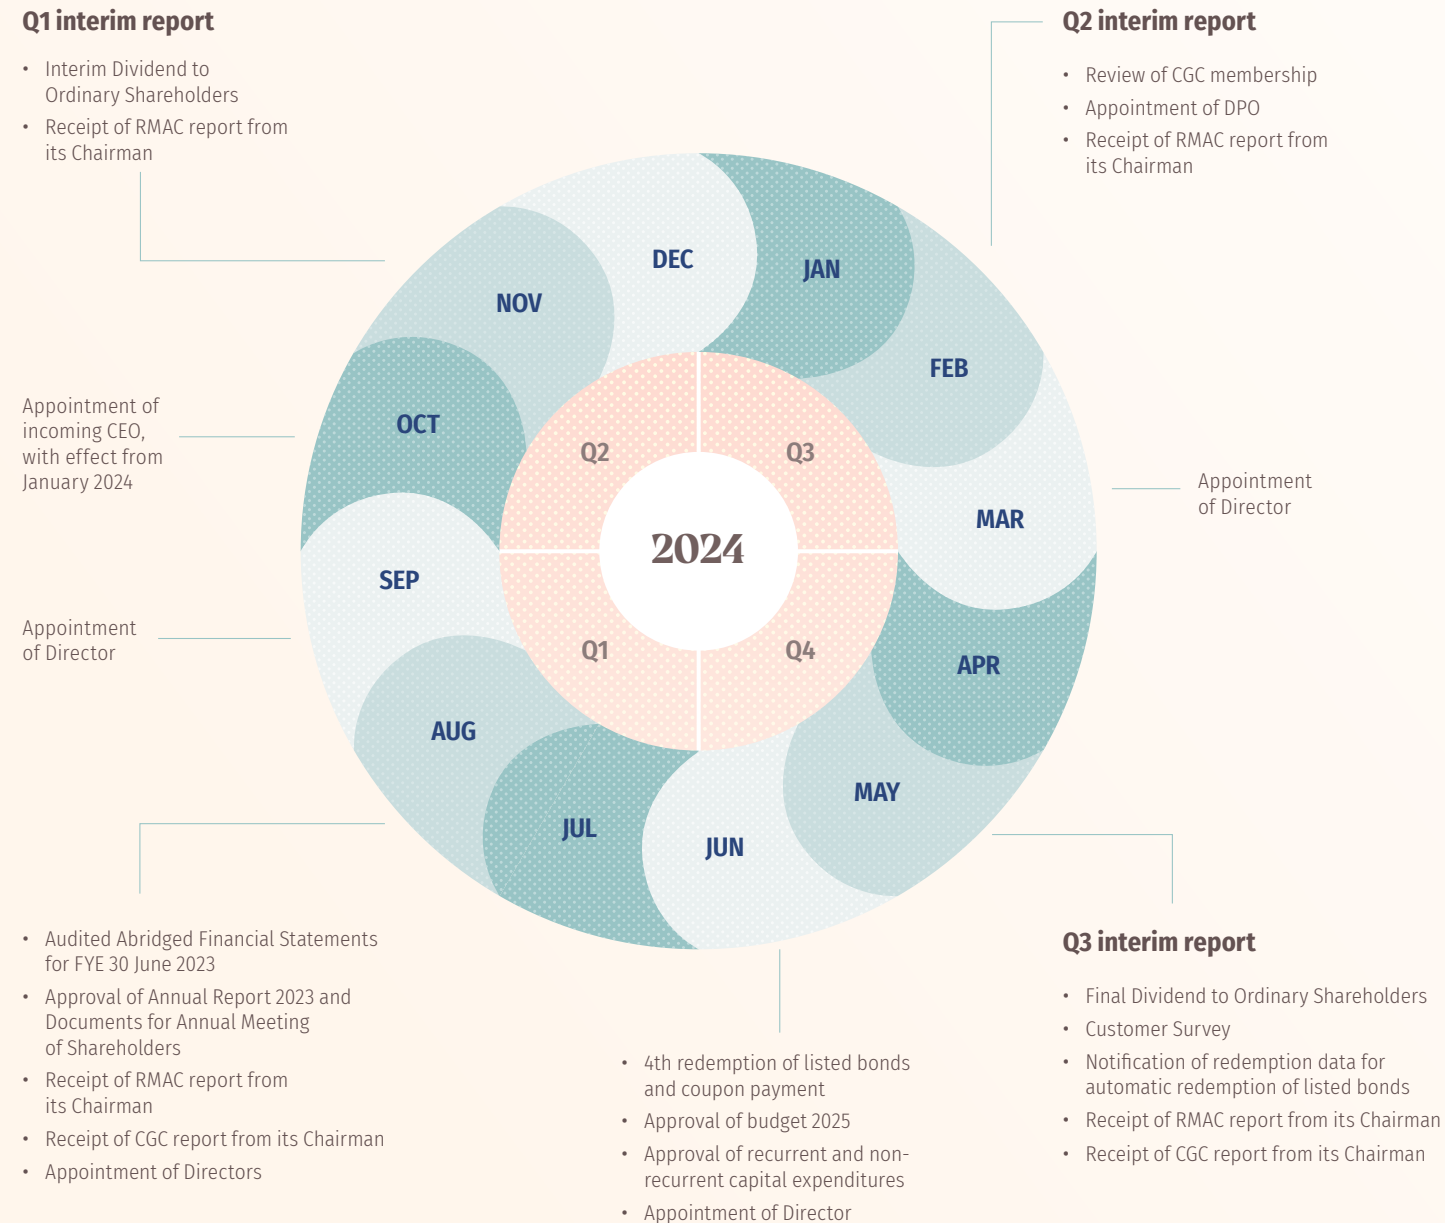 Q1 interim report
• Interim Dividend to
Ordinary Shareholders
• Receipt of RMAC report from
its Chairman
Q2 interim report
• Review of CGC membership
• Appointment of DPO
• Receipt of RMAC report from
its Chairman
DEC
JAN
NOV
FEB
OCT
MAR
SEP
APR
AUG
MAY
JUL
JUN
Q2
Q3
2024
Q1
Q4
Appointment of
incoming CEO,
with effect from
January 2024
Appointment
of Director
Appointment
of Director
• Audited Abridged Financial Statements
for FYE 30 June 2023
• Approval of Annual Report 2023 and
Documents for Annual Meeting
of Shareholders
• Receipt of RMAC report from
its Chairman
• Receipt of CGC report from its Chairman
• Appointment of Directors
• 4th redemption of listed bonds
and coupon payment
• Approval of budget 2025
• Approval of recurrent and non-
recurrent capital expenditures
• Appointment of Director
Q3 interim report
• Final Dividend to Ordinary Shareholders
• Customer Survey
• Notification of redemption data for
automatic redemption of listed bonds
• Receipt of RMAC report from its Chairman
• Receipt of CGC report from its Chairman